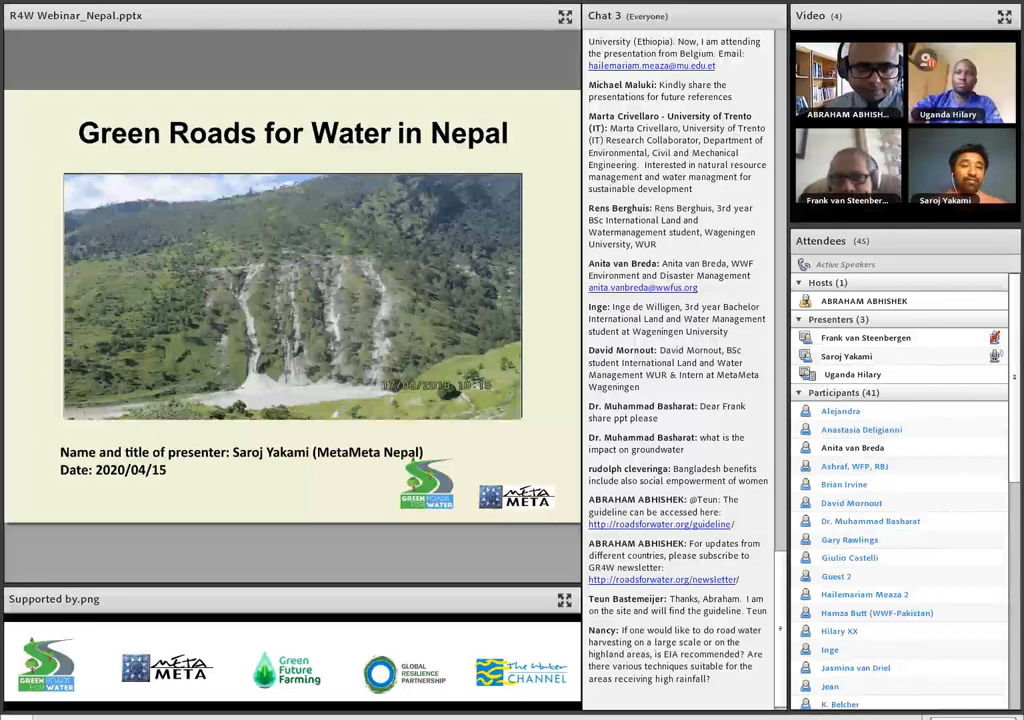 R4W Webinar_Nepal.pptx
Green Roads for Water in Nepal
17/09/2018 10:15
Name and title of presenter: Saroj Yakami (MetaMeta Nepal)
Date: 2020/04/15
GREEN ROADS
FOR WATER
META
META
Supported by.png
GREEN ROADS
FOR WATER
META
META
Green
Future
Farming
GLOBAL
RESILIENCE
PARTNERSHIP
The Water
CHANNEL
Chat 3 (Everyone)
University (Ethiopia). Now, I am attending
the presentation from Belgium. Email:
hailemariam.meaza@mu.edu.et
Michael Maluki: Kindly share the
presentations for future references
Marta Crivellaro - University of Trento
(IT): Marta Crivellaro, University of Trento
(IT) Research Collaborator, Department of
Environmental, Civil and Mechanical
Engineering. Interested in natural resource
management and water managment for
sustainable development
Rens Berghuis: Rens Berghuis, 3rd year
BSc International Land and
Watermanagement student, Wageningen
University, WUR
Anita van Breda: Anita van Breda, WWF
Environment and Disaster Management
anita.vanbreda@wwfus.org
Inge: Inge de Willigen, 3rd year Bachelor
International Land and Water Management
student at Wageningen University
David Mornout: David Mornout, BSc
student International Land and Water
Management WUR & Intern at MetaMeta
Wageningen
Dr. Muhammad Basharat: Dear Frank
share ppt please
Dr. Muhammad Basharat: what is the
impact on groundwater
rudolph cleveringa: Bangladesh benefits
include also social empowerment of women
ABRAHAM ABHISHEK: @Teun: The
guideline can be accessed here:
http://roadsforwater.org/guideline/
ABRAHAM ABHISHEK: For updates from
different countries, please subscribe to
GR4W newsletter:
http://roadsforwater.org/newsletter/
Teun Bastemeijer: Thanks, Abraham. I am
on the site and will find the guideline. Teun
Nancy: If one would like to do road water
harvesting on a large scale or on the
highland areas, is EIA recommended? Are
there various techniques suitable for the
areas receiving high rainfall?
Video (4)
ABRAHAM ABHISH...
Uganda Hilary
Frank van Steenber...
Saroj Yakami
Attendees (45)
Active Speakers
Hosts (1)
ABRAHAM ABHISHEK
Presenters (3)
Frank van Steenbergen
Saroj Yakami
Uganda Hilary
Participants (41)
Alejandra
Anastasia Deligianni
Anita van Breda
Ashraf, WFP, RBJ
Brian Irvine
David Mornout
Dr. Muhammad Basharat
Gary Rawlings
Giulio Castelli
Guest 2
Hailemariam Meaza 2
Hamza Butt (WWF-Pakistan)
Hilary XX
Inge
Jasmina van Driel
Jean
K. Belcher